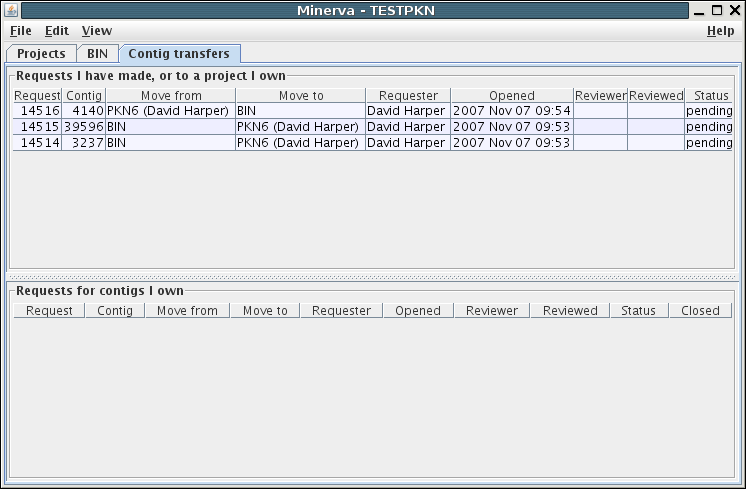 Minerva - TESTPKN
File Edit View Help
Projects BIN Contig transfers
Requests I have made, or to a project I own
Request Contig Move from Move to Requester Opened Reviewer Reviewed Status
14516 4140 PKN6 (David Harper) BIN David Harper 2007 Nov 07 09:54 pending
14515 39596 BIN PKN6 (David Harper) David Harper 2007 Nov 07 09:53 pending
14514 3237 BIN PKN6 (David Harper) David Harper 2007 Nov 07 09:53 pending
Requests for contigs I own
Request Contig Move from Move to Requester Opened Reviewer Reviewed Status Closed